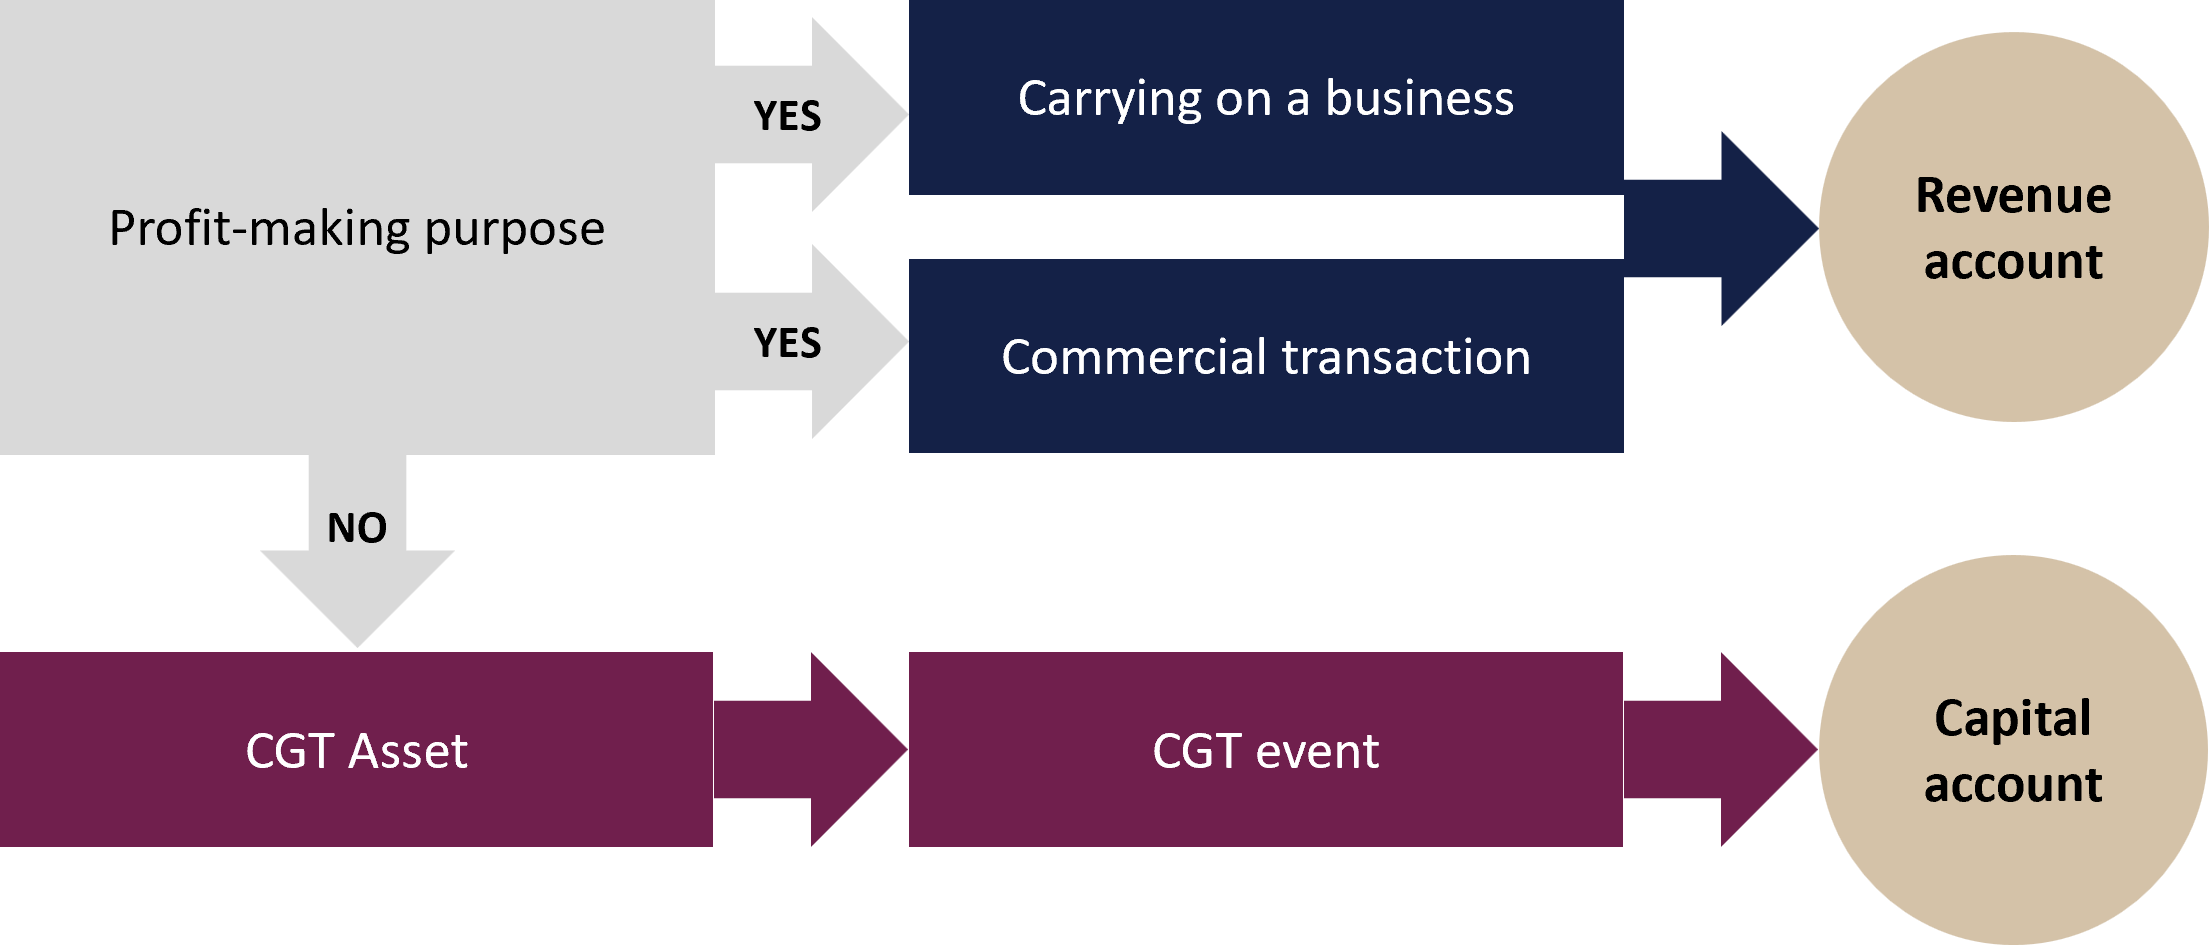 Profit-making purpose
YES
Carrying on a business
YES
Commercial transaction
Revenue
account
NO
CGT Asset
CGT event
Capital
account